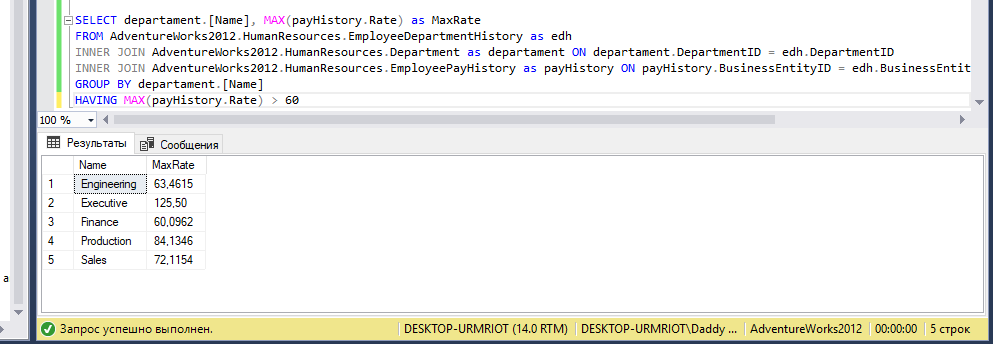 SELECT departament.[Name], MAX(payHistory.Rate) as MaxRate
FROM AdventureWorks2012.HumanResources.EmployeeDepartmentHistory as edh
INNER JOIN AdventureWorks2012.HumanResources.Department as departament ON departament.DepartmentID = edh.DepartmentID
INNER JOIN AdventureWorks2012.HumanResources.EmployeePayHistory as payHistory ON payHistory.BusinessEntityID = edh.BusinessEntit
GROUP BY departament.[Name]
HAVING MAX(payHistory.Rate) > 60
100 %
Результаты Сообщения
Name MaxRate
1 Engineering 63,4615
2 Executive 125,50
3 Finance 60,0962
4 Production 84,1346
5 Sales 72,1154
a
Запрос успешно выполнен. DESKTOP-URMRIOT (14.0 RTM) DESKTOP-URMRIOT\Daddy ... AdventureWorks2012 00:00:00 5 строк